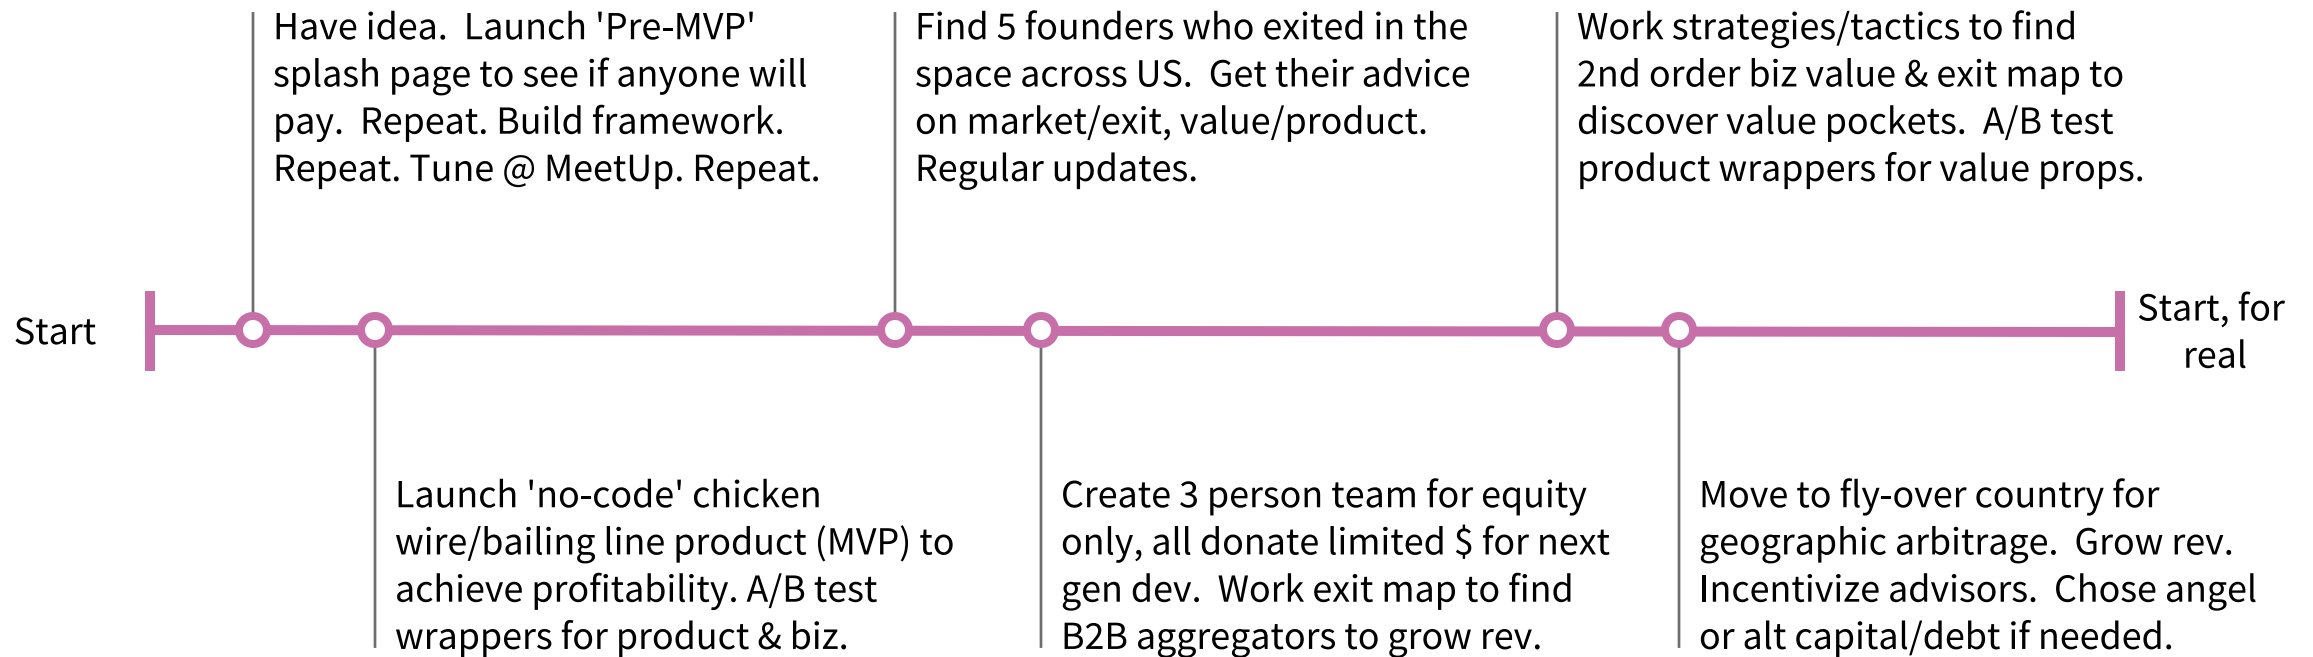 Have idea.  Launch 'Pre-MVP'
splash page to see if anyone will
pay.  Repeat. Build framework.
Repeat. Tune @ MeetUp. Repeat.
Find 5 founders who exited in the
space across US.  Get their advice
on market/exit, value/product.
Regular updates.
Work strategies/tactics to find
2nd order biz value & exit map to
discover value pockets.  A/B test
product wrappers for value props.
Start
Start, for
real
Launch 'no-code' chicken
wire/bailing line product (MVP) to
achieve profitability. A/B test
wrappers for product & biz.
Create 3 person team for equity
only, all donate limited $ for next
gen dev.  Work exit map to find
B2B aggregators to grow rev.
Move to fly-over country for
geographic arbitrage.  Grow rev.
Incentivize advisors.  Chose angel
or alt capital/debt if needed.